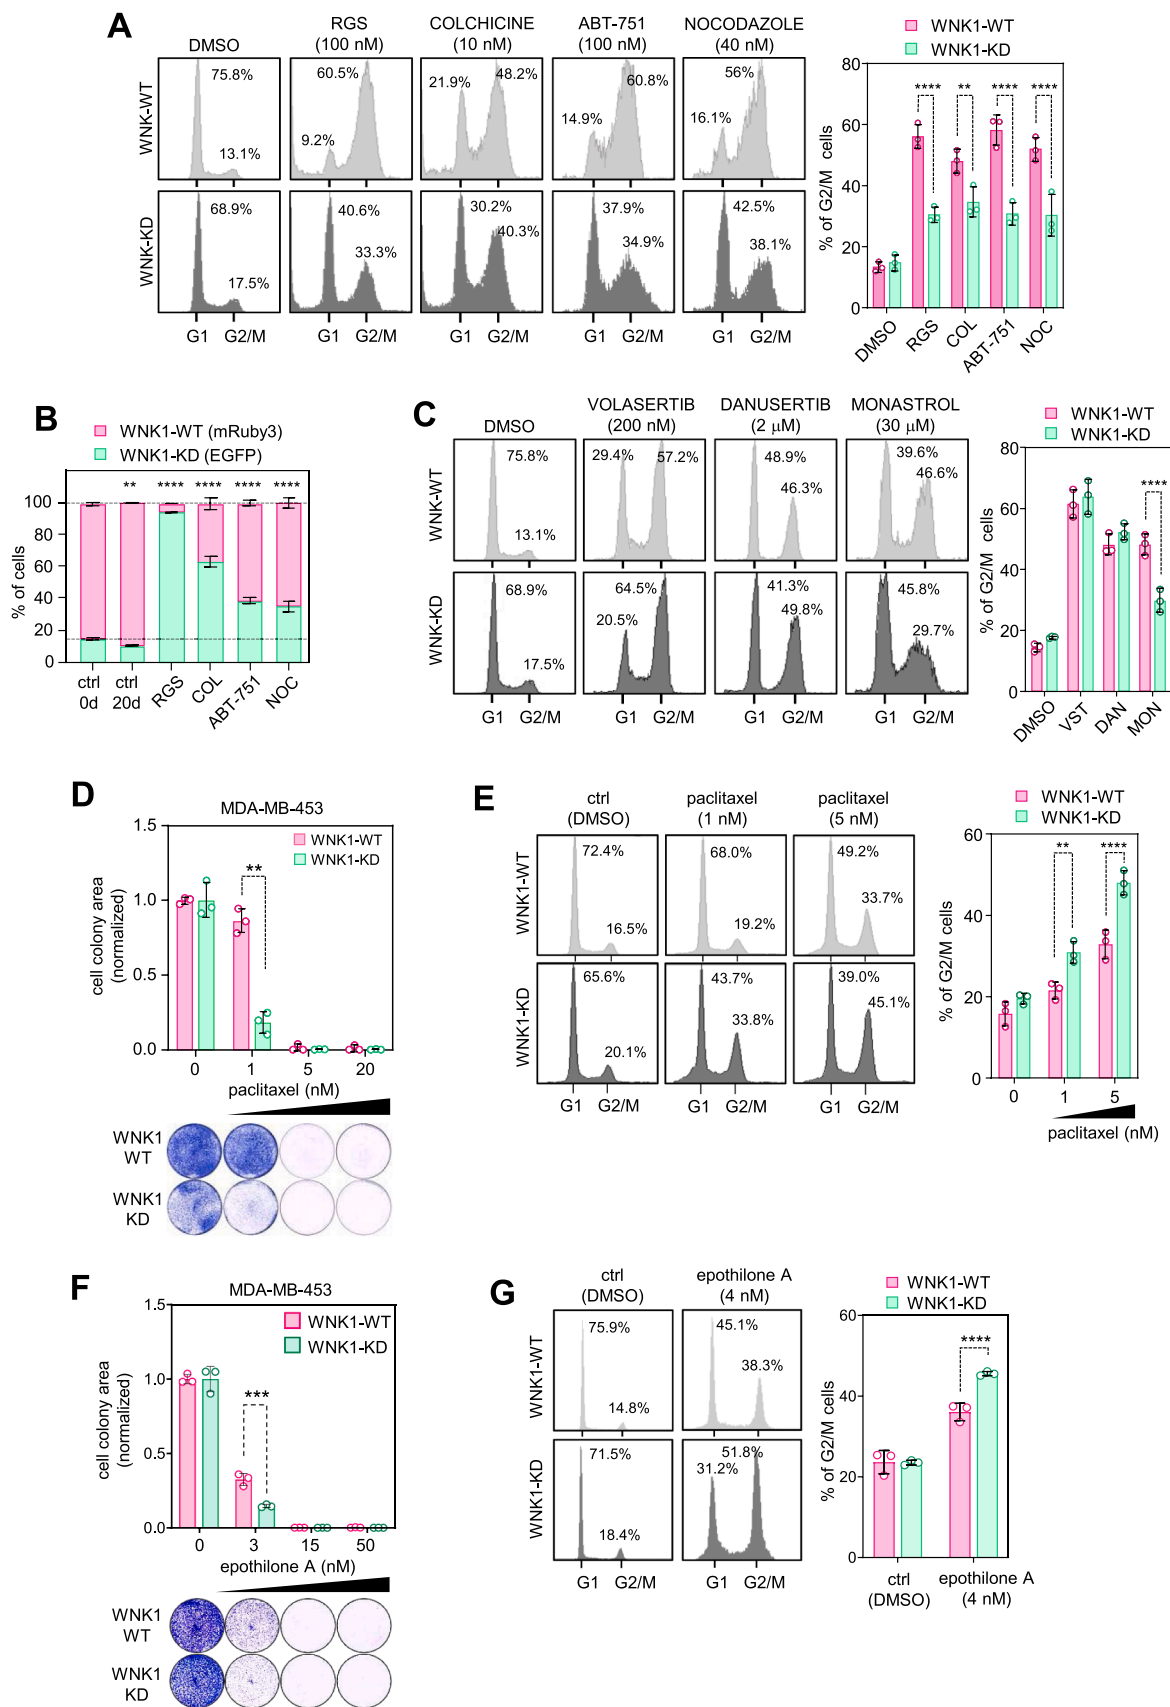 A
DMSO
RGS
(100 nM)
COLCHICINE
(10 nM)
ABT-751
(100 nM)
NOCODAZOLE
(40 nM)
WNK-WT
75.8%
13.1%
60.5%
9.2%
21.9%
48.2%
14.9%
60.8%
56%
16.1%
WNK-KD
68.9%
17.5%
40.6%
33.3%
30.2%
40.3%
37.9%
34.9%
42.5%
38.1%
G1 G2/M
G1 G2/M
G1 G2/M
G1 G2/M
G1 G2/M
WNK1-WT
WNK1-KD
% of G2/M cells
80
60
40
20
0
**** ** **** ****
DMSO
RGS
COL
ABT-751
NOC
B
WNK1-WT (mRuby3)
WNK1-KD (EGFP)
% of cells
100
80
60
40
20
0
** **** **** **** ****
ctrl
0d
ctrl
20d
RGS
COL
ABT-751
NOC
C
DMSO
VOLASERTIB
(200 nM)
DANUSERTIB
(2 μM)
MONASTROL
(30 μM)
WNK-WT
75.8%
13.1%
29.4%
57.2%
48.9%
46.3%
39.6%
46.6%
WNK-KD
68.9%
17.5%
64.5%
20.5%
41.3%
49.8%
45.8%
29.7%
G1 G2/M
G1 G2/M
G1 G2/M
G1 G2/M
WNK1-WT
WNK1-KD
% of G2/M cells
80
60
40
20
0
****
DMSO
VST
DAN
MON
D
MDA-MB-453
WNK1-WT
WNK1-KD
cell colony area
(normalized)
1.5
1.0
0.5
0.0
**
0 1 5 20
paclitaxel (nM)
WNK1
WT
WNK1
KD
E
ctrl
(DMSO)
paclitaxel
(1 nM)
paclitaxel
(5 nM)
WNK1-WT
72.4%
16.5%
68.0%
19.2%
49.2%
33.7%
WNK1-KD
65.6%
20.1%
43.7%
33.8%
39.0%
45.1%
G1 G2/M
G1 G2/M
G1 G2/M
WNK1-WT
WNK1-KD
% of G2/M cells
60
40
20
0
** ****
0 1 5
paclitaxel (nM)
F
MDA-MB-453
WNK1-WT
WNK1-KD
cell colony area
(normalized)
1.5
1.0
0.5
0.0
***
0 3 15 50
epothilone A (nM)
WNK1
WT
WNK1
KD
G
ctrl
(DMSO)
epothilone A
(4 nM)
WNK1-WT
75.9%
14.8%
45.1%
38.3%
WNK1-KD
71.5%
18.4%
51.8%
31.2%
G1 G2/M
G1 G2/M
WNK1-WT
WNK1-KD
% of G2/M cells
60
40
20
0
****
ctrl
(DMSO)
epothilone A
(4 nM)